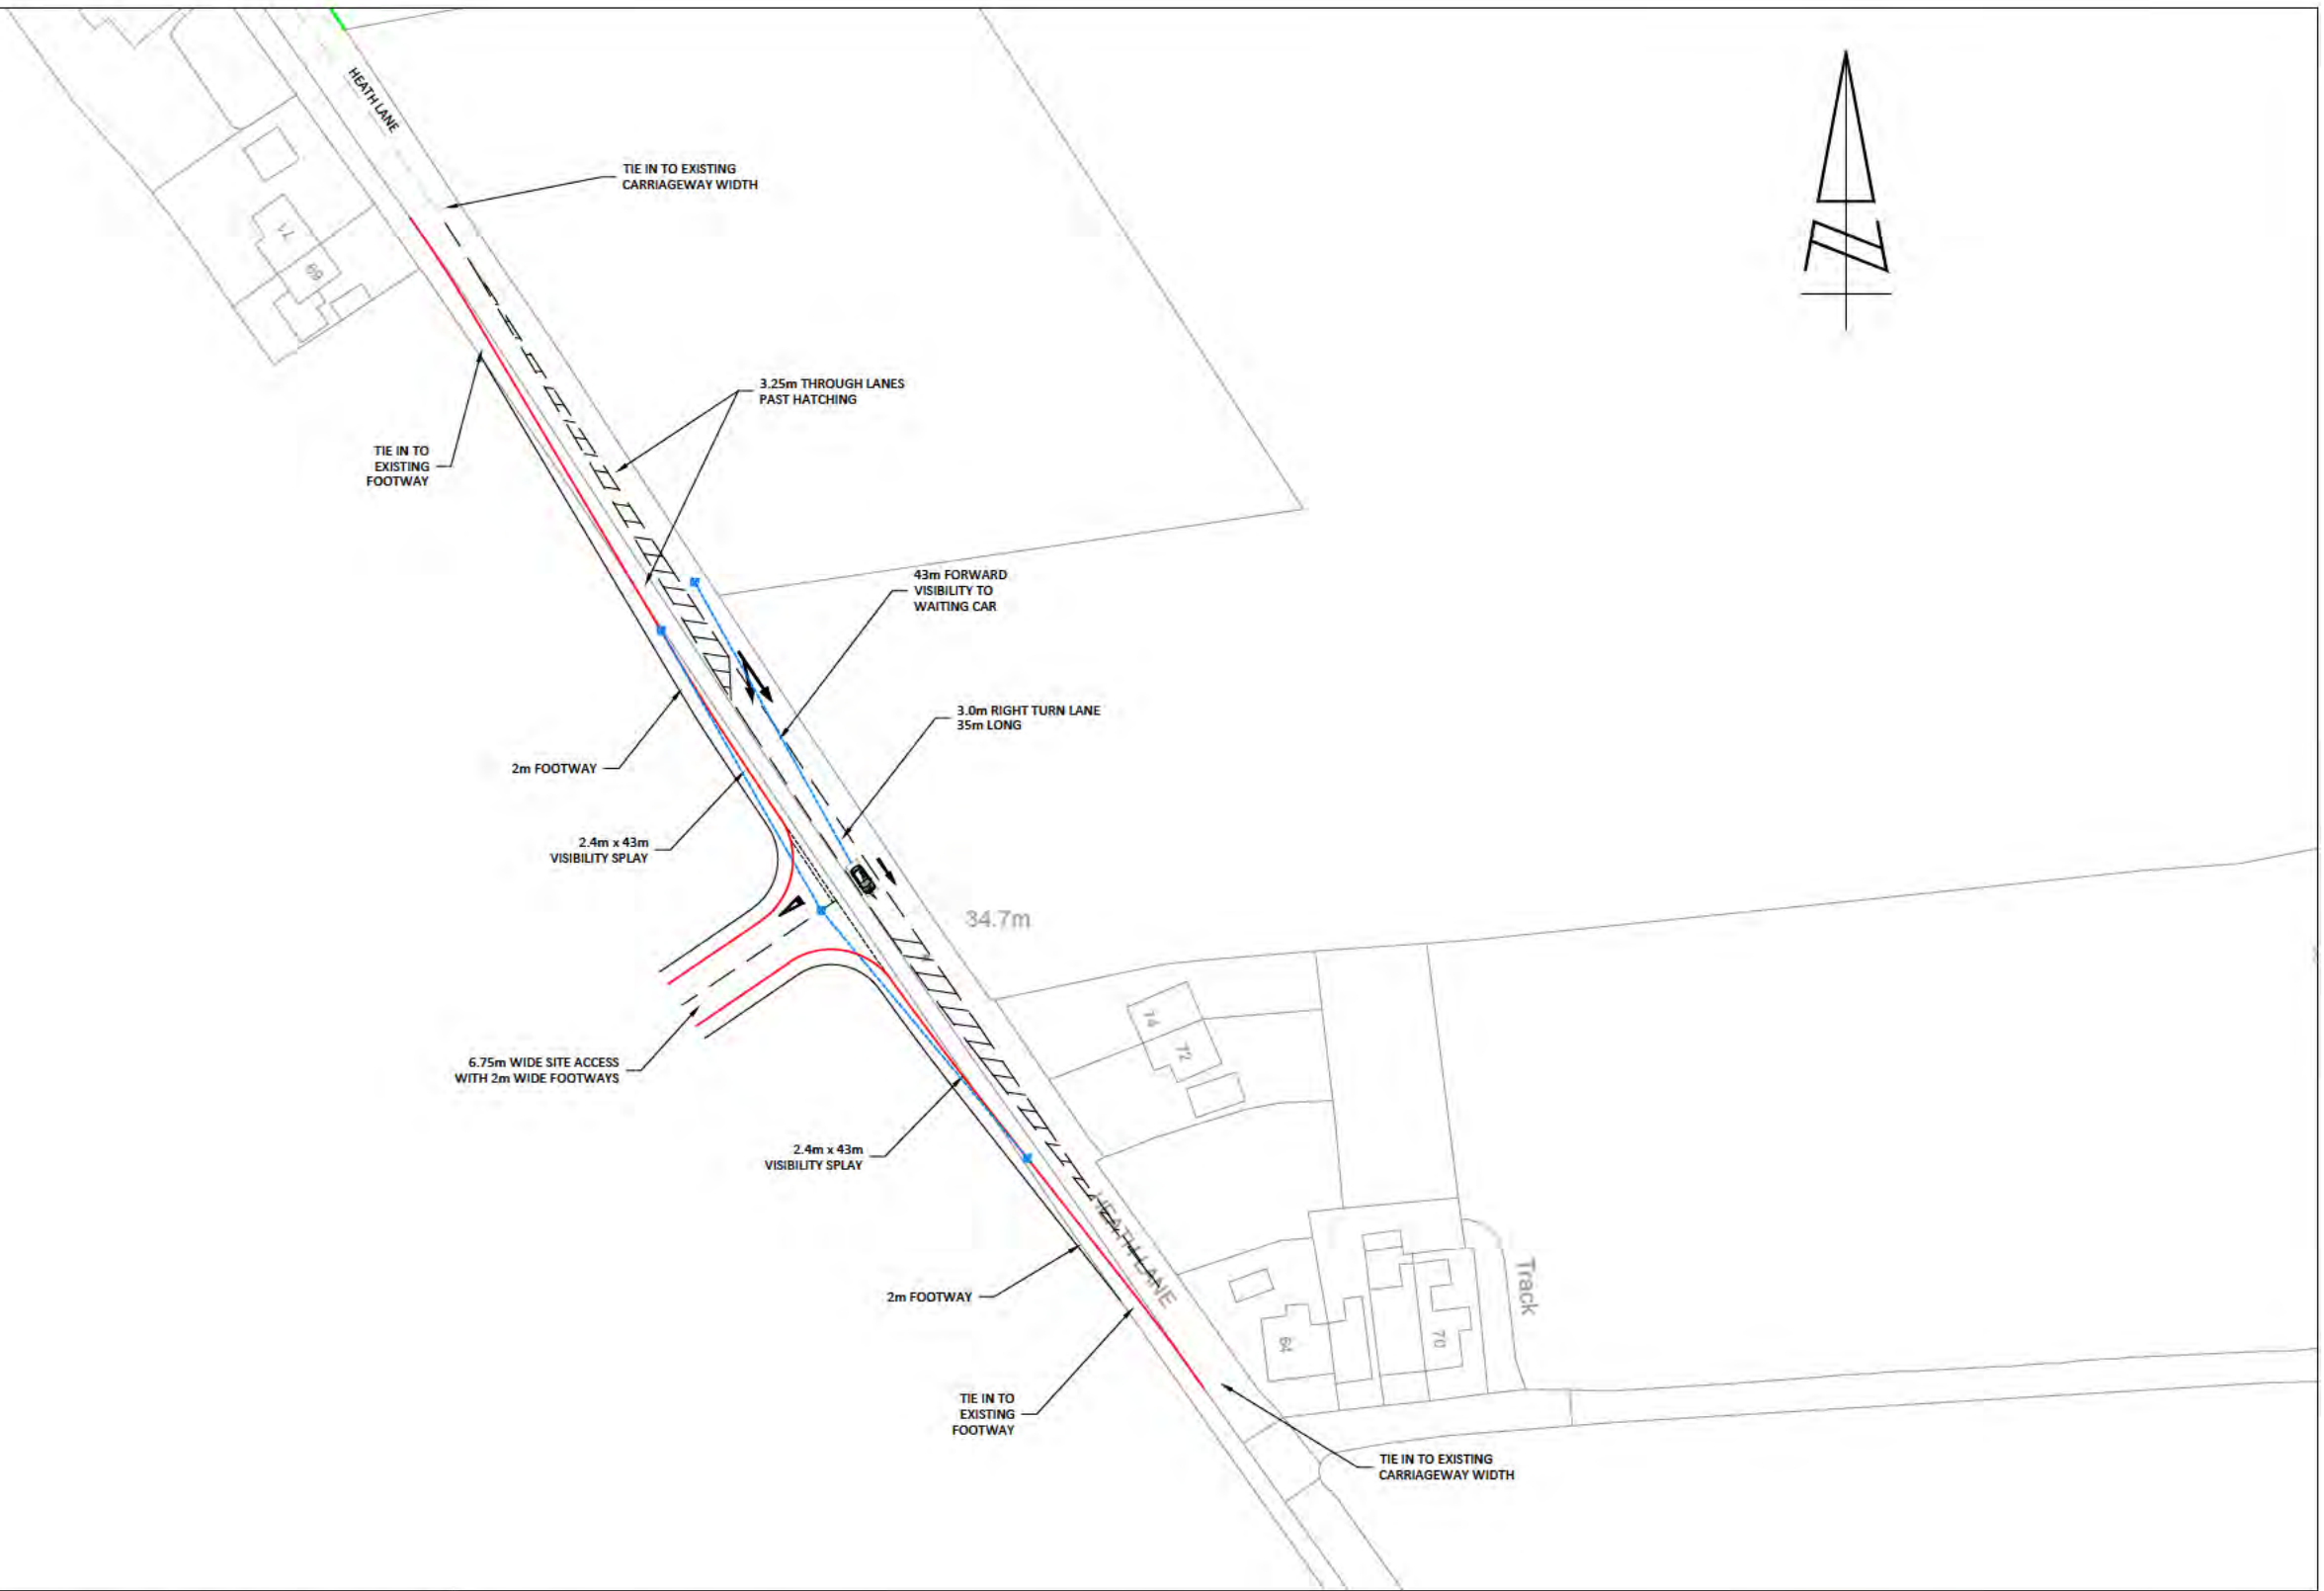 HEATH LANE
TIE IN TO EXISTING
CARRIAGEWAY WIDTH
71
69
3.25m THROUGH LANES
PAST HATCHING
TIE IN TO
EXISTING
FOOTWAY
43m FORWARD
VISIBILITY TO
WAITING CAR
3.0m RIGHT TURN LANE
35m LONG
2m FOOTWAY
2.4m x 43m
VISIBILITY SPLAY
34.7m
74
72
6.75m WIDE SITE ACCESS
WITH 2m WIDE FOOTWAYS
2.4m x 43m
VISIBILITY SPLAY
HEATH LANE
Track
2m FOOTWAY
64
70
TIE IN TO
EXISTING
FOOTWAY
TIE IN TO EXISTING
CARRIAGEWAY WIDTH
N